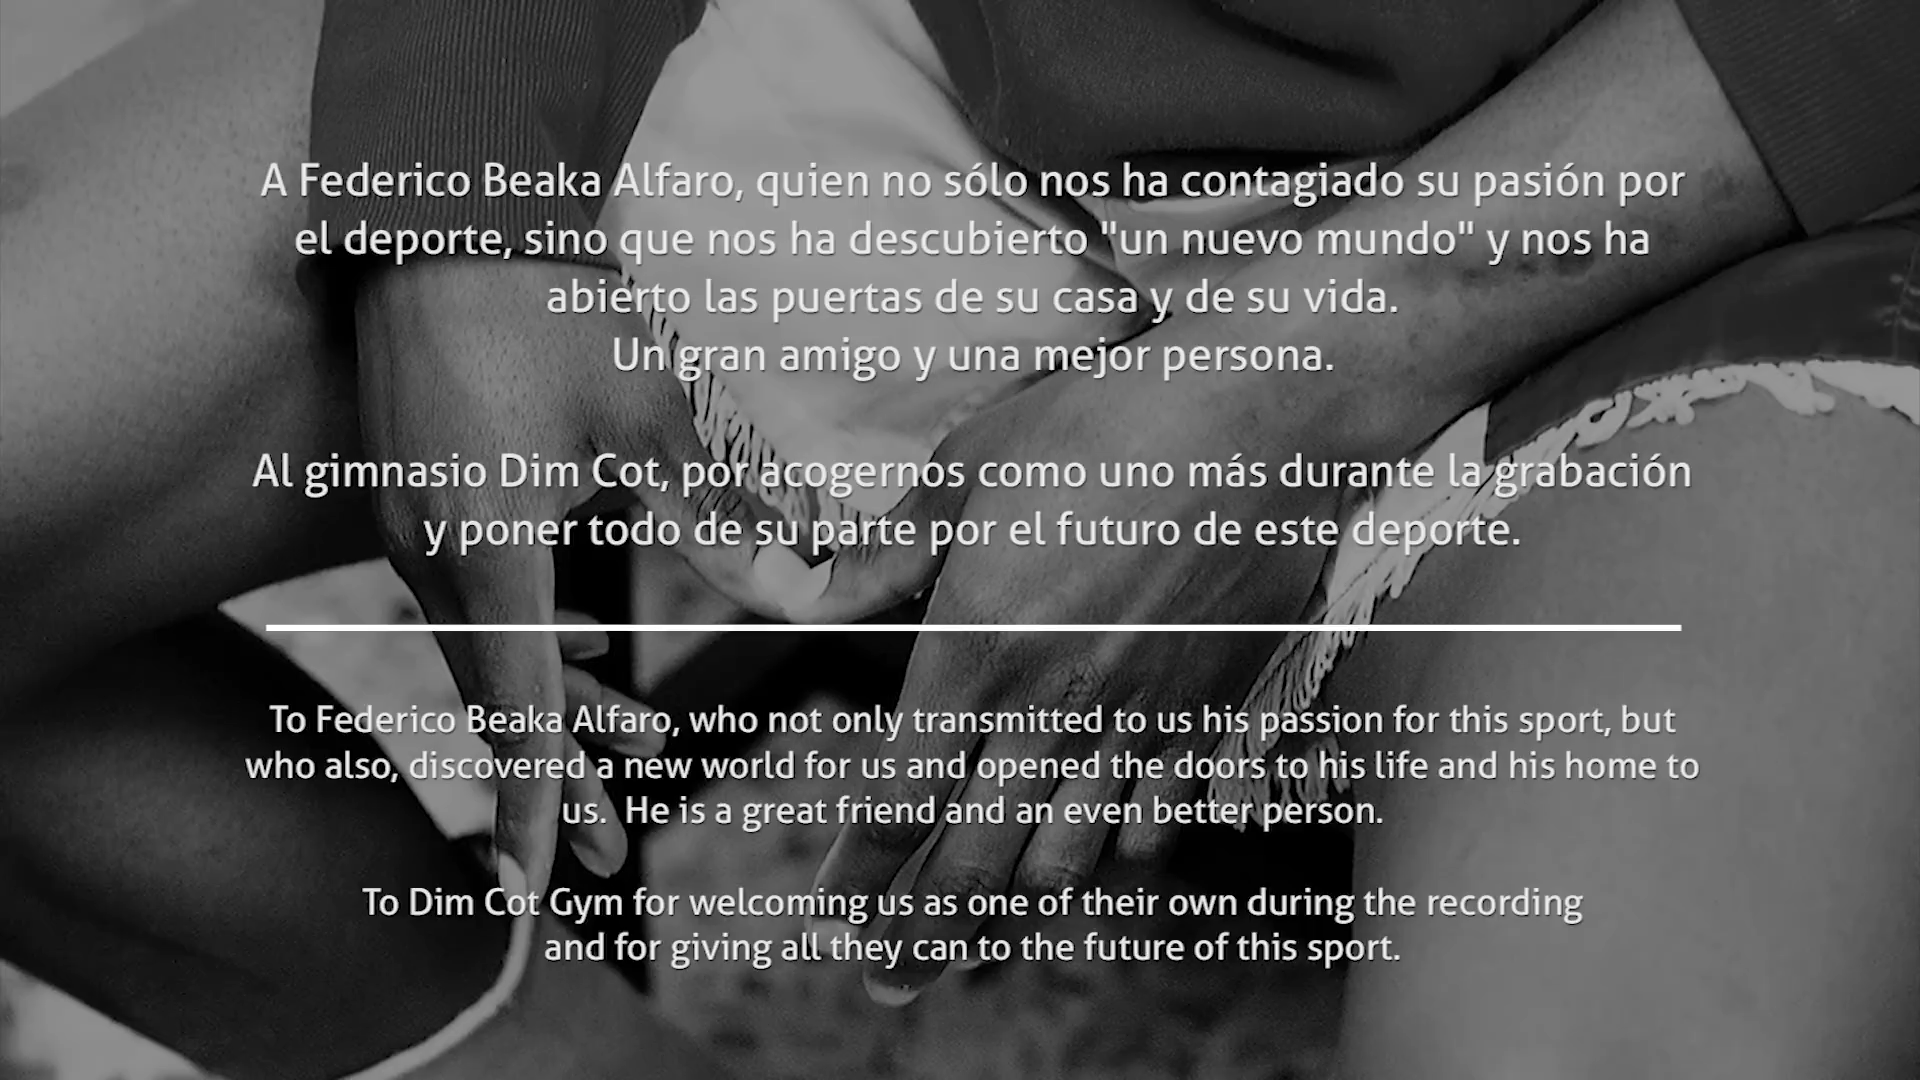 A Federico Beaka Alfaro, quien no sólo nos ha contagiado su pasión por
el deporte, sino que nos ha descubierto "un nuevo mundo" y nos ha
abierto las puertas de su casa y de su vida.
Un gran amigo y una mejor persona.
Al gimnasio Dim Cot, por acogernos como uno más durante la grabación
y poner todo de su parte por el futuro de este deporte.
To Federico Beaka Alfaro, who not only transmitted to us his passion for this sport, but
who also, discovered a new world for us and opened the doors to his life and his home to
us.  He is a great friend and an even better person.
To Dim Cot Gym for welcoming us as one of their own during the recording
and for giving all they can to the future of this sport.